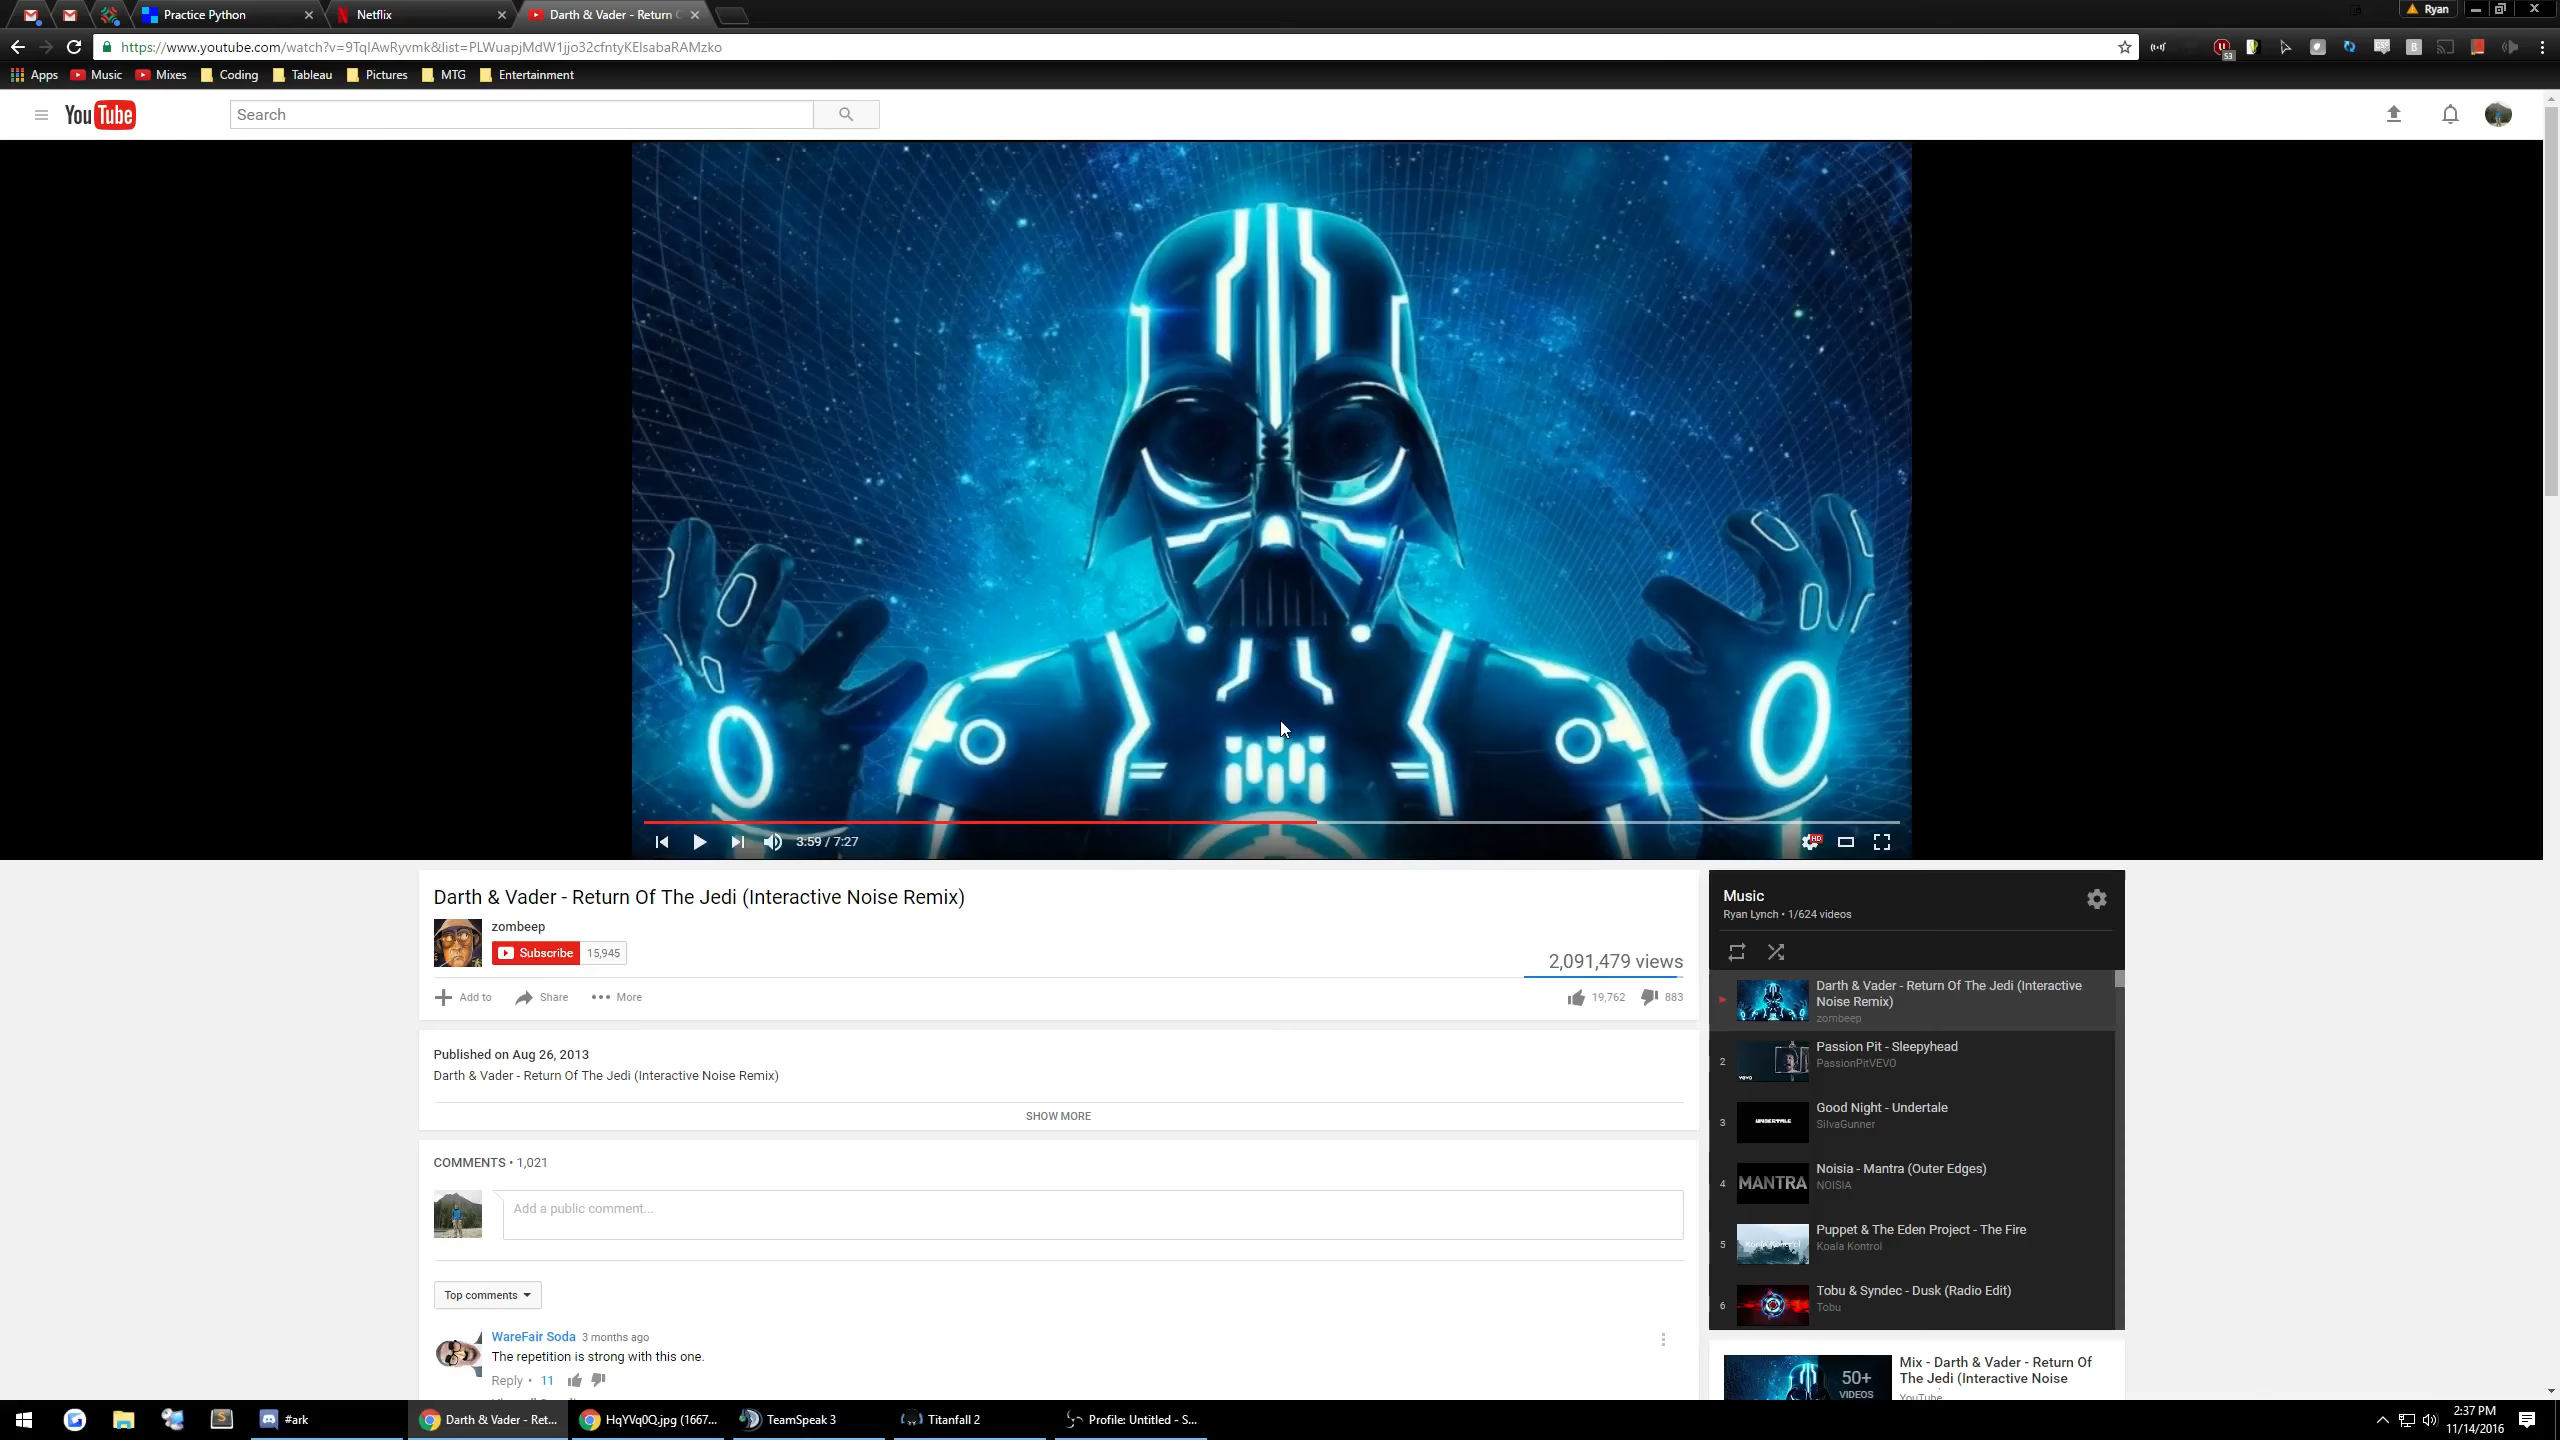 Practice Python
Netflix
Darth & Vader - Return
Ryan
https://www.youtube.com/watch?v=9TqIAwRyvmk&list=PLWuapjMdW1jjo32cfntyKEIsabaRAMzko
53
Apps
Music
Mixes
Coding
Tableau
Pictures
MTG
Entertainment
YouTube
Search
3:59 / 7:27
HD
Darth & Vader - Return Of The Jedi (Interactive Noise Remix)
zombeep
Subscribe
15,945
2,091,479 views
Add to
Share
More
19,762
883
Published on Aug 26, 2013
Darth & Vader - Return Of The Jedi (Interactive Noise Remix)
SHOW MORE
COMMENTS • 1,021
Add a public comment...
Top comments
WareFair Soda 3 months ago
The repetition is strong with this one.
Reply • 11
Music
Ryan Lynch • 1/624 videos
Darth & Vader - Return Of The Jedi (Interactive
Noise Remix)
zombeep
2
vevo
Passion Pit - Sleepyhead
PassionPitVEVO
3
UNDERTALE
Good Night - Undertale
SilvaGunner
4
MANTRA
Noisia - Mantra (Outer Edges)
NOISIA
5
Koala Kontrol
Puppet & The Eden Project - The Fire
Koala Kontrol
6
Tobu & Syndec - Dusk (Radio Edit)
Tobu
50+
VIDEOS
Mix - Darth & Vader - Return Of
The Jedi (Interactive Noise
YouTube
#ark
Darth & Vader - Ret...
HqYVq0Q.jpg (1667...
TeamSpeak 3
Titanfall 2
Profile: Untitled - S...
2:37 PM
11/14/2016